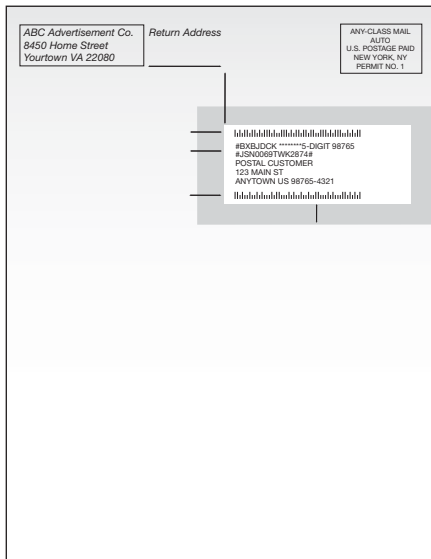 ABC Advertisement Co.
8450 Home Street
Yourtown VA 22080
Return Address
ANY-CLASS MAIL
AUTO
U.S. POSTAGE PAID
NEW YORK, NY
PERMIT NO. 1
#BXBJDCK ********5-DIGIT 98765
#JSN0069TWK2874#
POSTAL CUSTOMER
123 MAIN ST
ANYTOWN US 98765-4321